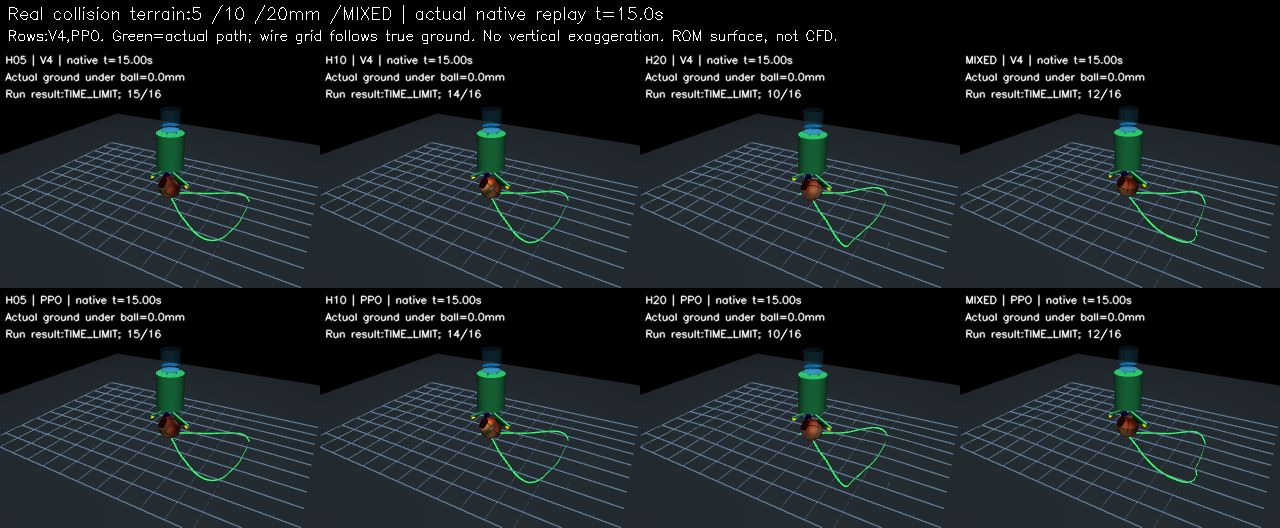 Real collision terrain:5 /10 /20mm /MIXED | actual native replay t=15.0s
Rows:V4,PPO. Green=actual path; wire grid follows true ground. No vertical exaggeration. ROM surface, not CFD.
H05 | V4 | native t=15.00s
Actual ground under ball=0.0mm
Run result:TIME_LIMIT; 15/16
H10 | V4 | native t=15.00s
Actual ground under ball=0.0mm
Run result:TIME_LIMIT; 14/16
H20 | V4 | native t=15.00s
Actual ground under ball=0.0mm
Run result:TIME_LIMIT; 10/16
MIXED | V4 | native t=15.00s
Actual ground under ball=0.0mm
Run result:TIME_LIMIT; 12/16
H05 | PPO | native t=15.00s
Actual ground under ball=0.0mm
Run result:TIME_LIMIT; 15/16
H10 | PPO | native t=15.00s
Actual ground under ball=0.0mm
Run result:TIME_LIMIT; 14/16
H20 | PPO | native t=15.00s
Actual ground under ball=0.0mm
Run result:TIME_LIMIT; 10/16
MIXED | PPO | native t=15.00s
Actual ground under ball=0.0mm
Run result:TIME_LIMIT; 12/16